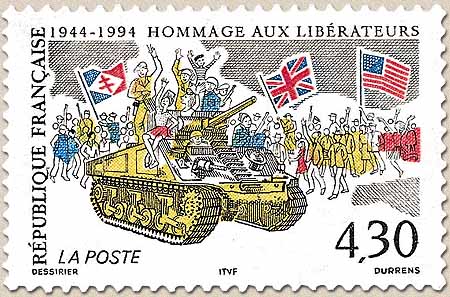 1944-1994 HOMMAGE AUX LIBÉRATEURS
RÉPUBLIQUE FRANÇAISE
LA POSTE
4,30
DESSIRIER ITVF DURRENS